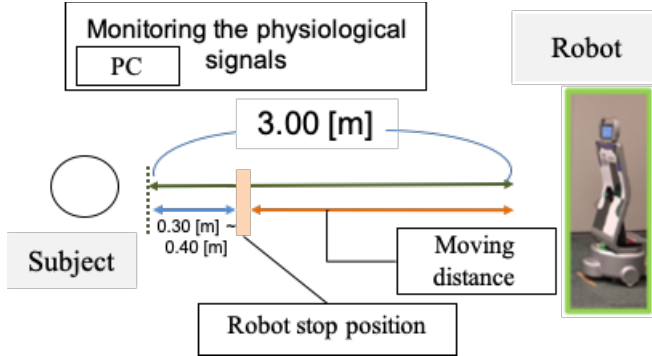 Monitoring the physiological
signals
PC
Robot
3.00 [m]
0.30 [m] ~
0.40 [m]
Subject
Moving
distance
Robot stop position